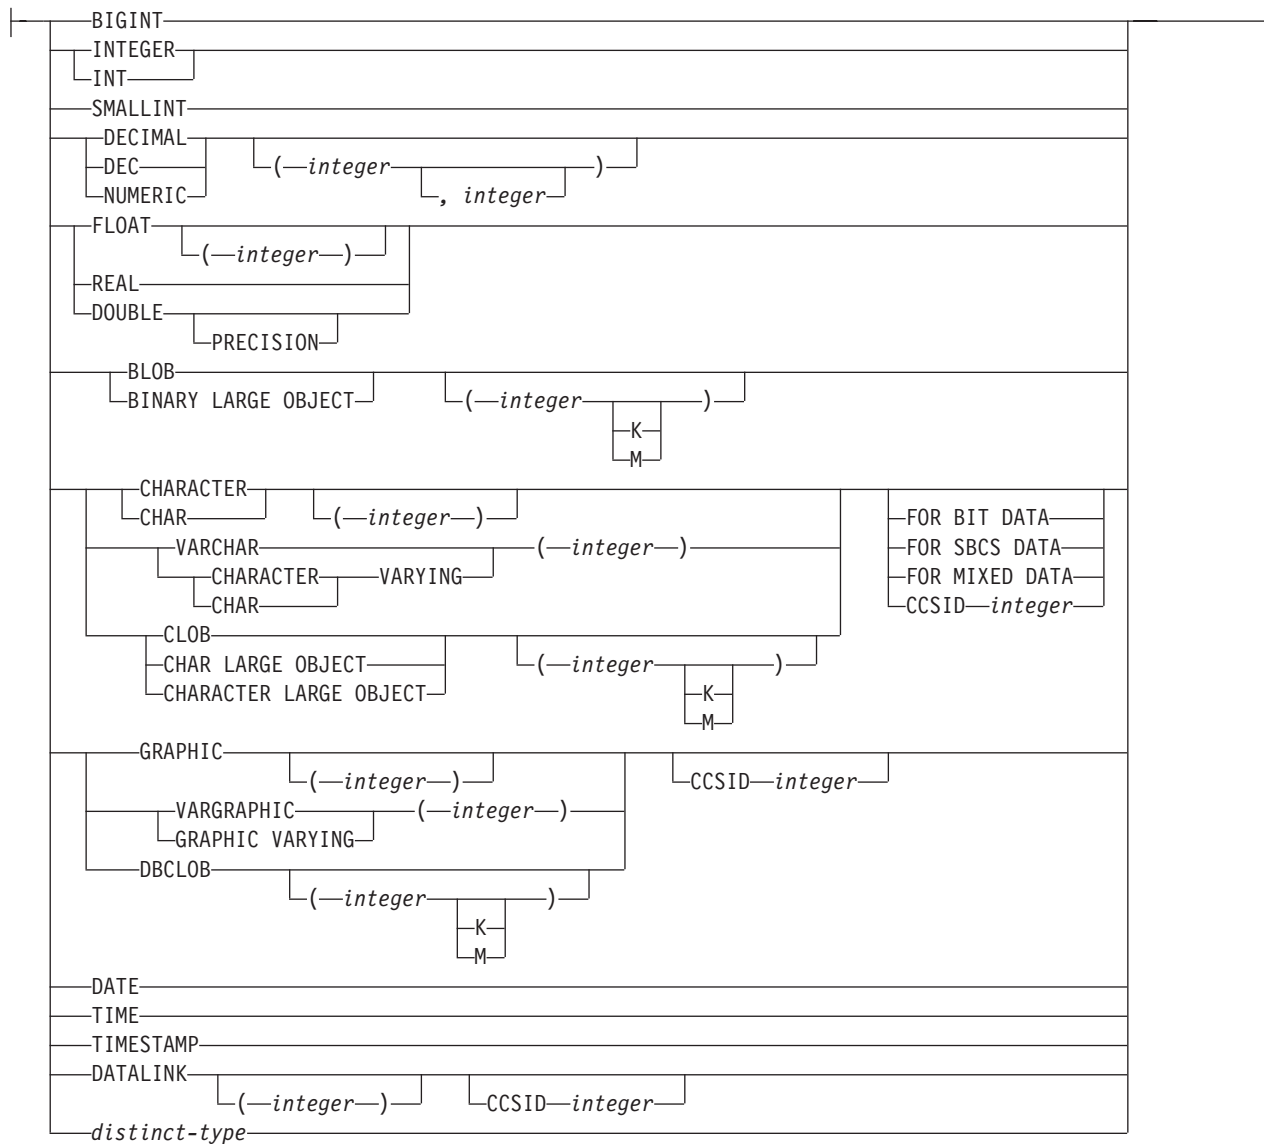 BIGINT
INTEGER
INT
SMALLINT
DECIMAL
DEC ( integer )
NUMERIC , integer
FLOAT
( integer )
REAL
DOUBLE
PRECISION
BLOB
BINARY LARGE OBJECT ( integer )
K
M
CHARACTER
CHAR ( integer ) FOR BIT DATA
VARCHAR ( integer ) FOR SBCS DATA
CHARACTER VARYING FOR MIXED DATA
CHAR CCSID integer
CLOB
CHAR LARGE OBJECT ( integer )
CHARACTER LARGE OBJECT K
M
GRAPHIC
( integer ) CCSID integer
VARGRAPHIC ( integer )
GRAPHIC VARYING
DBCLOB
( integer )
K
M
DATE
TIME
TIMESTAMP
DATALINK
( integer ) CCSID integer
distinct-type